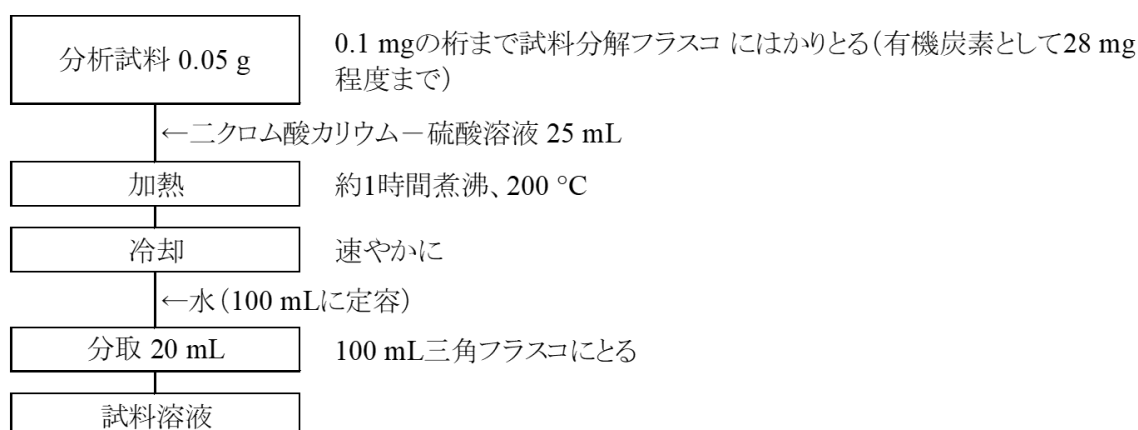 分析試料 0.05 g
0.1 mgの桁まで試料分解フラスコ にはかりとる（有機炭素として28 mg
程度まで）
←二クロム酸カリウム－硫酸溶液 25 mL
加熱
約1時間煮沸、200 °C
冷却
速やかに
←水（100 mLに定容）
分取 20 mL
100 mL三角フラスコにとる
試料溶液